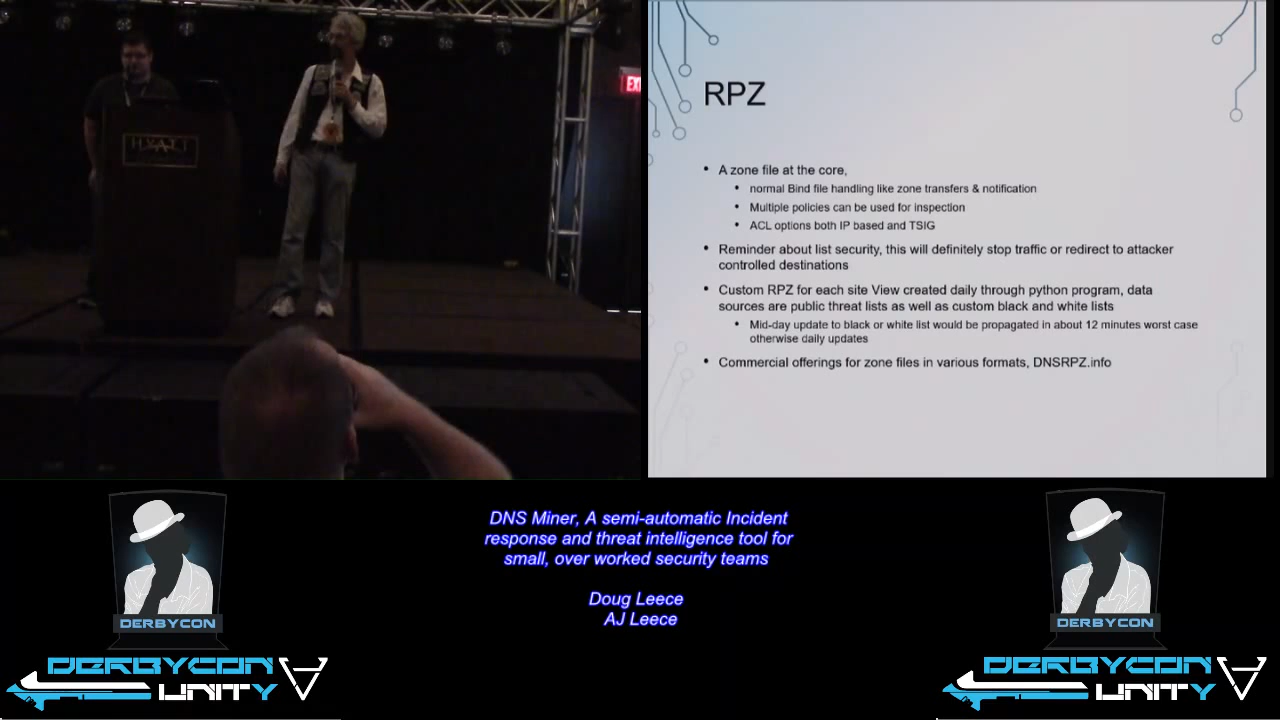 HYATT
EXI
RPZ
• A zone file at the core,
• normal Bind file handling like zone transfers & notification
• Multiple policies can be used for inspection
• ACL options both IP based and TSIG
• Reminder about list security, this will definitely stop traffic or redirect to attacker
controlled destinations
• Custom RPZ for each site View created daily through python program, data
sources are public threat lists as well as custom black and white lists
• Mid-day update to black or white list would be propagated in about 12 minutes worst case
otherwise daily updates
• Commercial offerings for zone files in various formats, DNSRPZ.info
DNS Miner, A semi-automatic Incident
response and threat intelligence tool for
small, over worked security teams
Doug Leece
AJ Leece
DERBYCON
DERBYCON
UNITY
DERBYCON
DERBYCON
UNITY